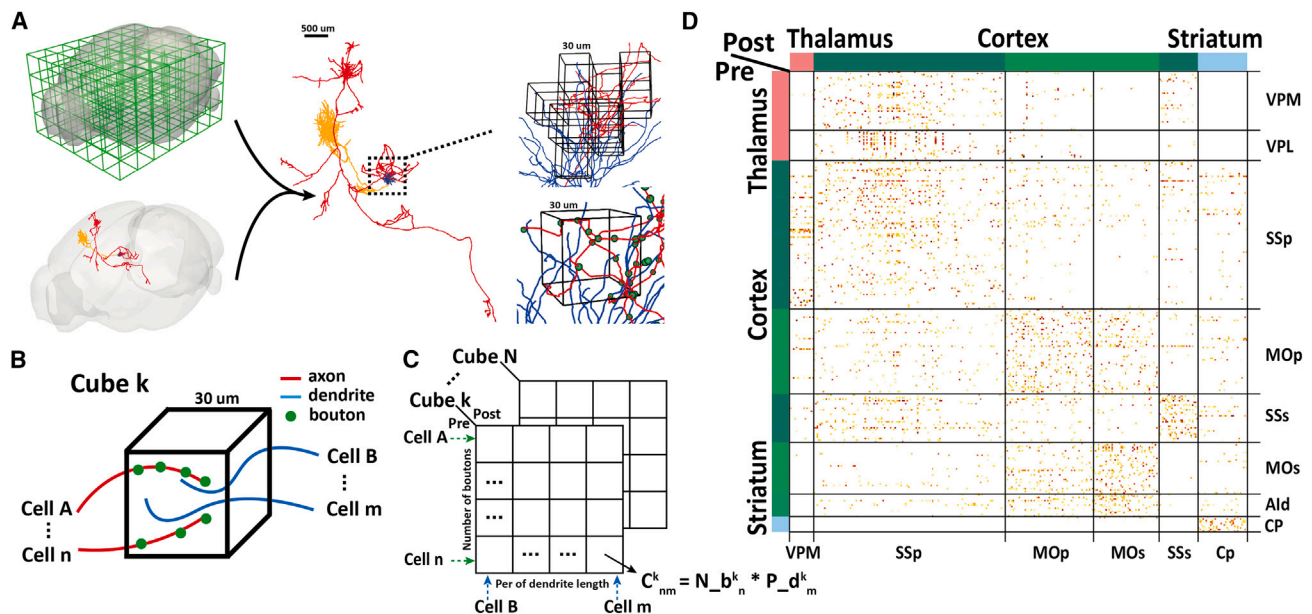 A
500 um
30 um
30 um
B
Cube k
30 um
axon
dendrite
bouton
Cell A
Cell n
Cell B
Cell m
C
Cube N
Cube k
Post
Pre
Cell A
Number of boutons
Cell n
...
...
... ...
Per of dendrite length
Cell B
Cell m
C^k_nm = N_b^k_n * P_d^k_m
D
Post
Pre
Thalamus
Cortex
Striatum
Thalamus
Cortex
Striatum
VPM
VPL
SSp
MOp
SSs
MOs
AId
CP
VPM
SSp
MOp
MOs
SSs
Cp